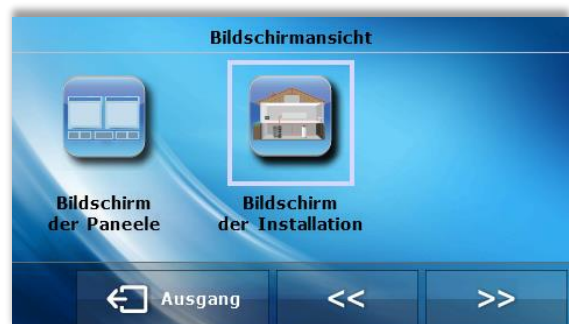 Bildschirmansicht
Bildschirm
der Paneele
Bildschirm
der Installation
Ausgang
<<
>>